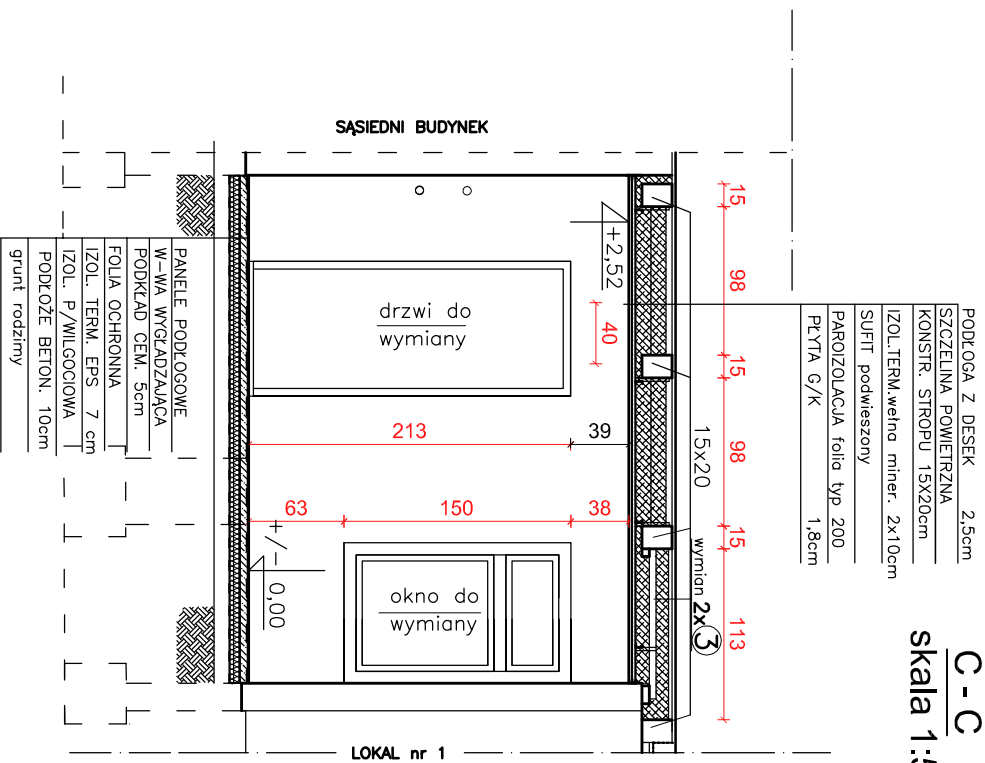 C - C
skala 1:
PODŁOGA Z DESEK 2,5cm
SZCZELINA POWIETRZNA
KONSTR. STROPU 15X20cm
IZOL.TERM.wełna miner. 2x10cm
SUFIT podwieszony
PAROIZOLACJA folia typ 200
PŁYTA G/K 1,8cm
15
98
15
98
15
113
15x20
wymian 2x3
SĄSIEDNI BUDYNEK
+2,52
40
drzwi do
wymiany
213
39
63
150
38
+/- 0,00
okno do
wymiany
PANELE PODŁOGOWE
W-WA WYGŁADZAJĄCA
PODKŁAD CEM. 5cm
FOLIA OCHRONNA
IZOL. TERM. EPS 7 cm
IZOL. P/WILGOCIOWA
PODŁOŻE BETON. 10cm
grunt rodzimy
LOKAL nr 1